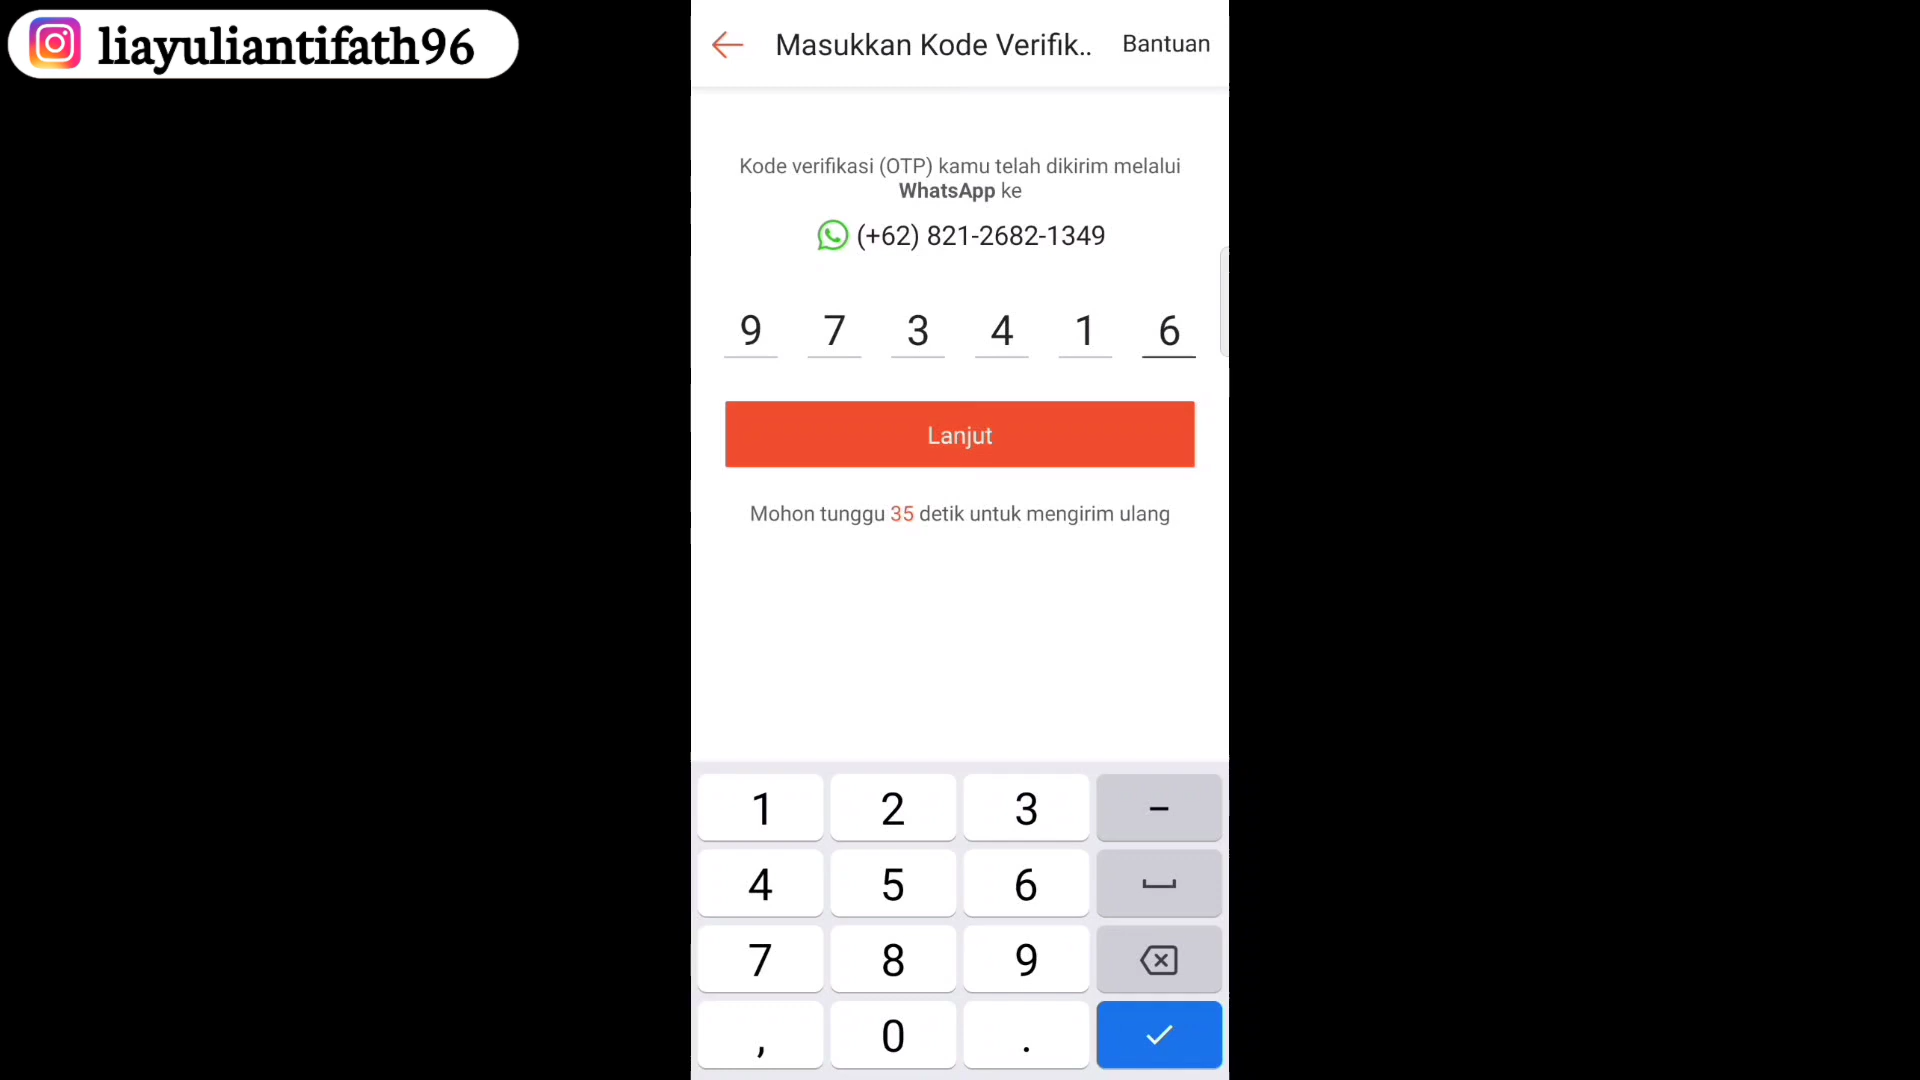 liayuliantifath96
Masukkan Kode Verifik.. Bantuan
Kode verifikasi (OTP) kamu telah dikirim melalui
WhatsApp ke
(+62) 821-2682-1349
9 7 3 4 1 6
Lanjut
Mohon tunggu 35 detik untuk mengirim ulang
1 2 3 -
4 5 6
7 8 9
, 0 .